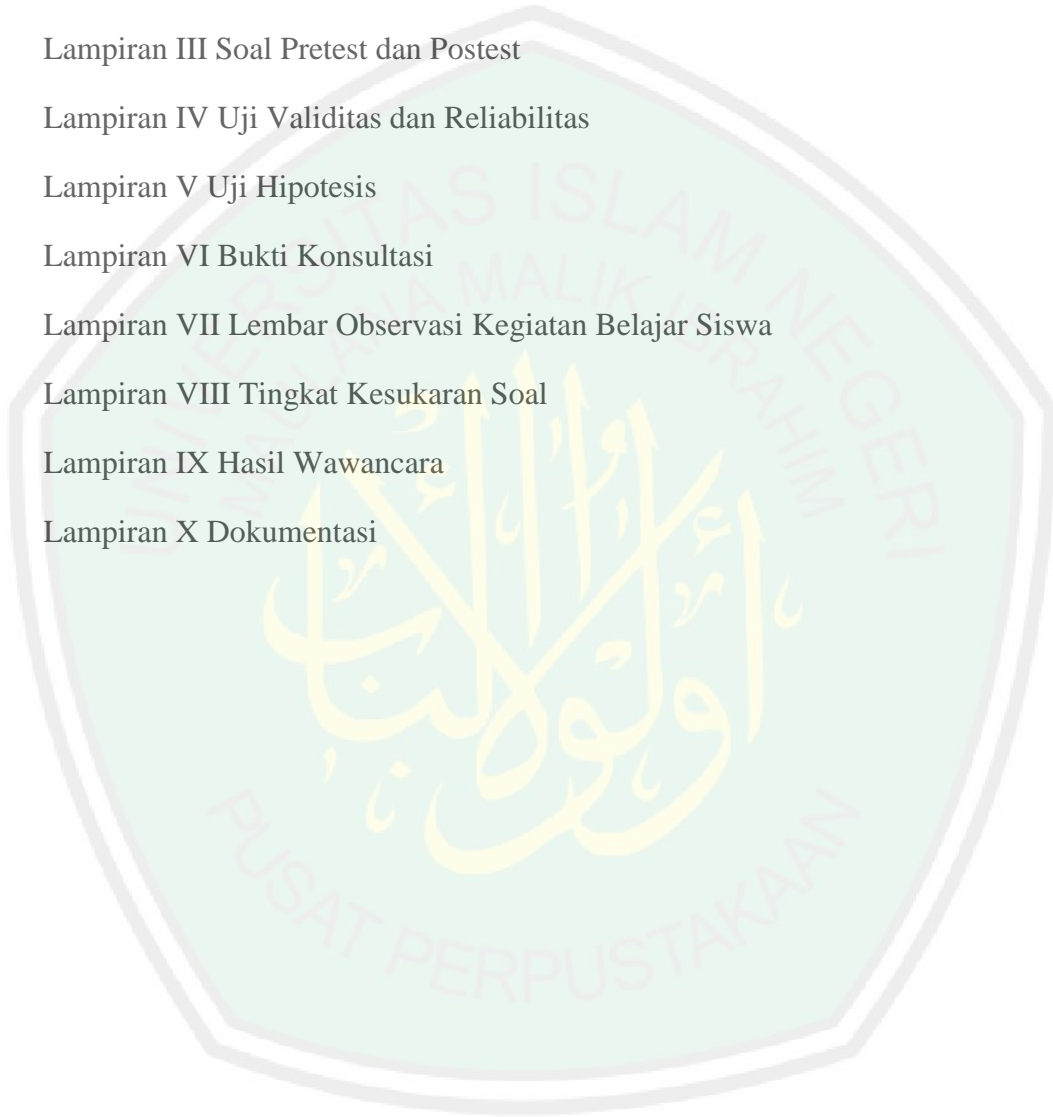 Lampiran III Soal Pretest dan Postest
Lampiran IV Uji Validitas dan Reliabilitas
Lampiran V Uji Hipotesis
Lampiran VI Bukti Konsultasi
Lampiran VII Lembar Observasi Kegiatan Belajar Siswa
Lampiran VIII Tingkat Kesukaran Soal
Lampiran IX Hasil Wawancara
Lampiran X Dokumentasi
UNIVERSITAS ISLAM NEGERI
MAULANA MALIK IBRAHIM
أولوا الألباب
PUSAT PERPUSTAKAAN